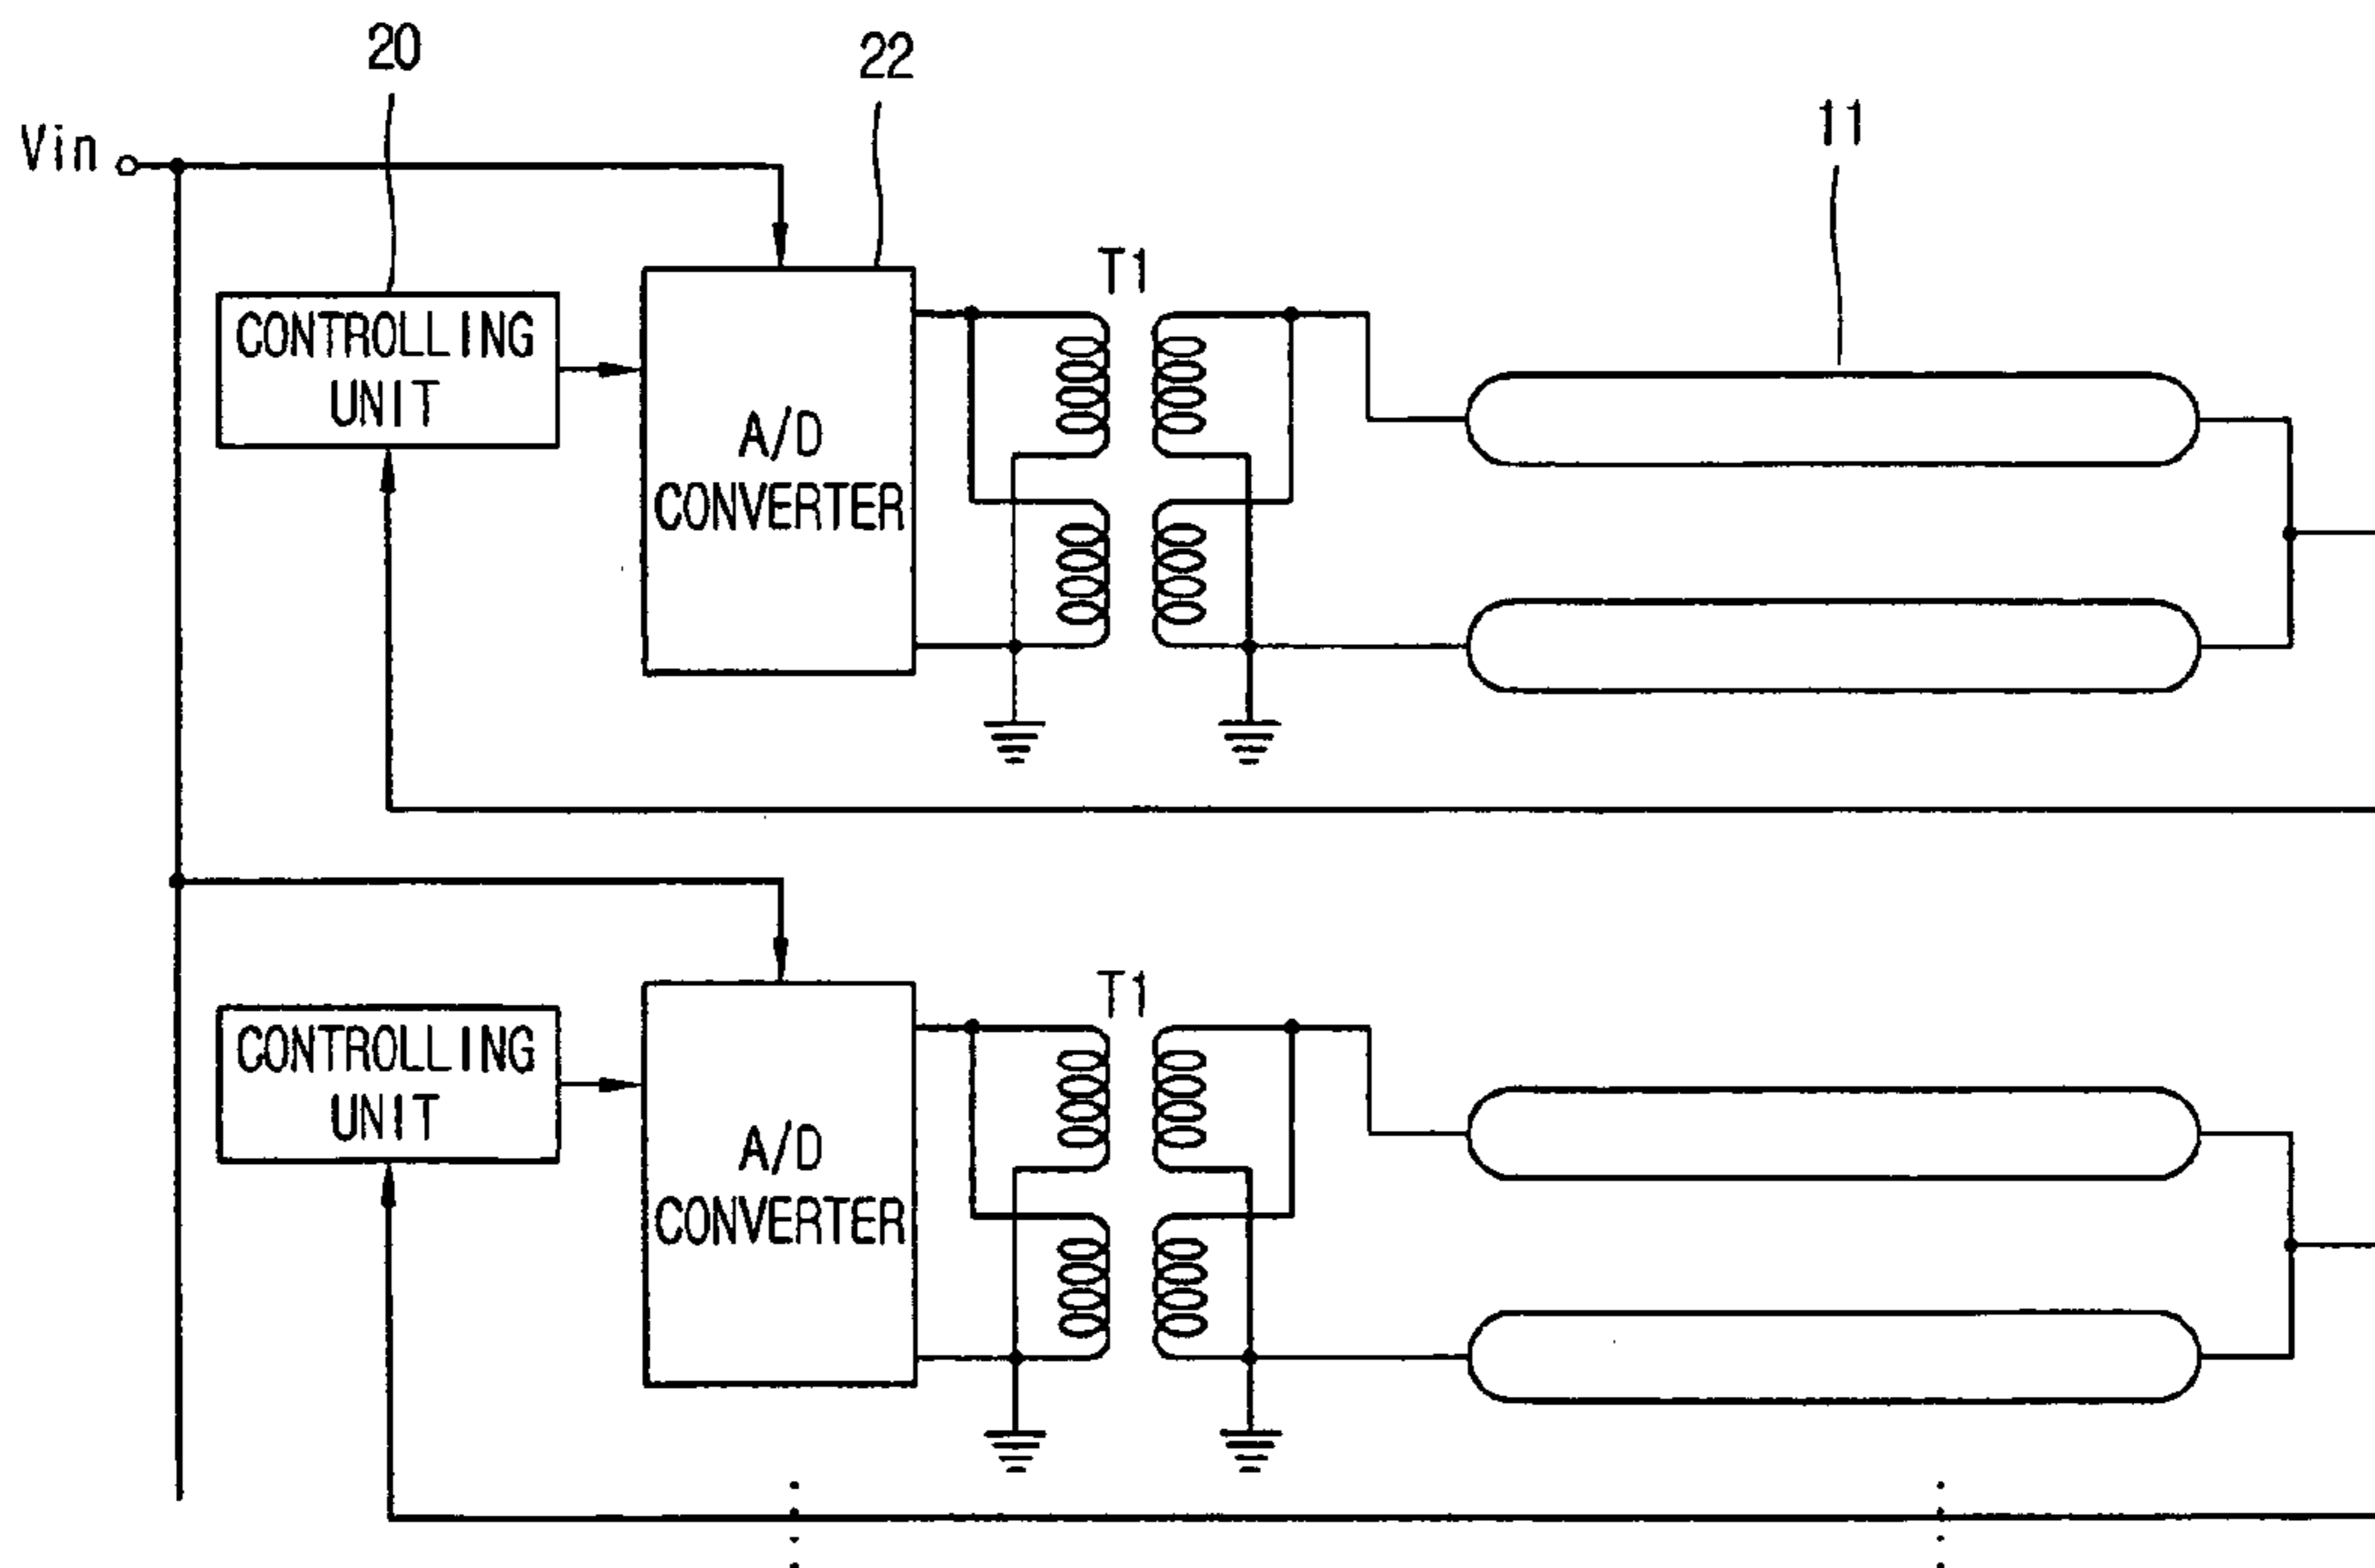 20
22
11
Vin
T1
CONTROLLING
UNIT
A/D
CONVERTER
T1
CONTROLLING
UNIT
A/D
CONVERTER